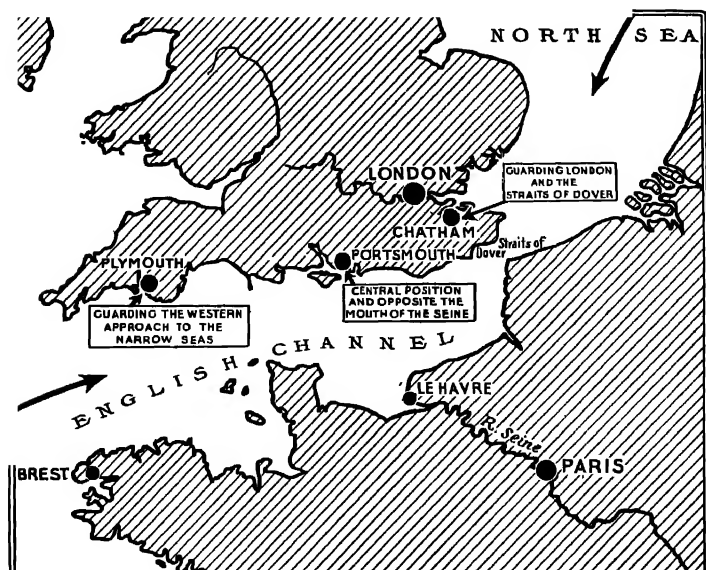 NORTH SEA
LONDON
GUARDING LONDON
AND THE
STRAITS OF DOVER
CHATHAM
Straits of
Dover
PORTSMOUTH
PLYMOUTH
CENTRAL POSITION
AND OPPOSITE THE
MOUTH OF THE SEINE
GUARDING THE WESTERN
APPROACH TO THE
NARROW SEAS
ENGLISH CHANNEL
LE HAVRE
R. Seine
PARIS
BREST